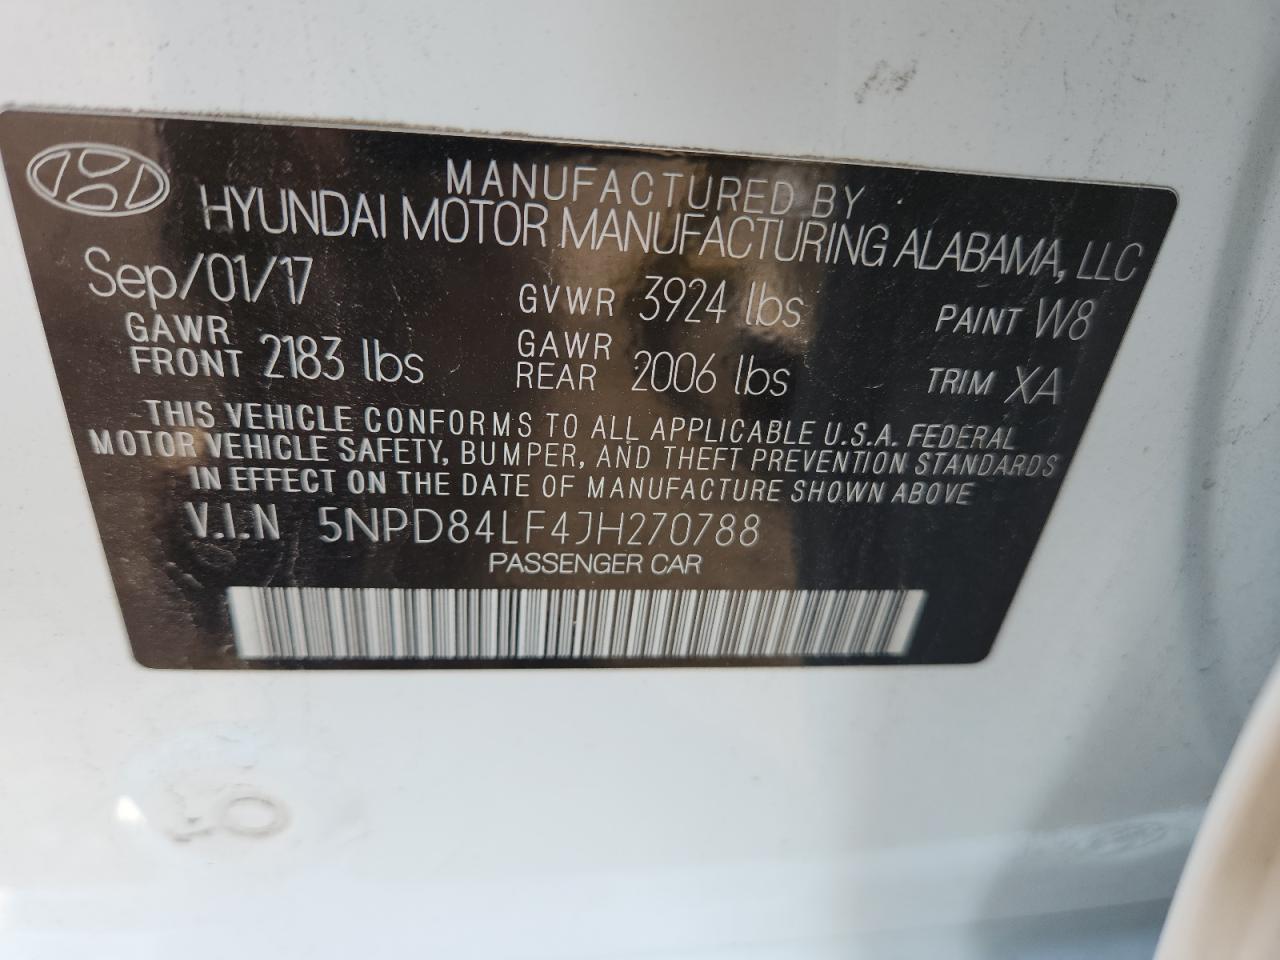 MANUFACTURED BY
HYUNDAI MOTOR MANUFACTURING ALABAMA, LLC
Sep/01/17 GVWR 3924 lbs PAINT W8
GAWR FRONT 2183 lbs GAWR REAR 2006 lbs TRIM XA
THIS VEHICLE CONFORMS TO ALL APPLICABLE U.S.A. FEDERAL
MOTOR VEHICLE SAFETY, BUMPER, AND THEFT PREVENTION STANDARDS
IN EFFECT ON THE DATE OF MANUFACTURE SHOWN ABOVE
V.I.N 5NPD84LF4JH270788
PASSENGER CAR